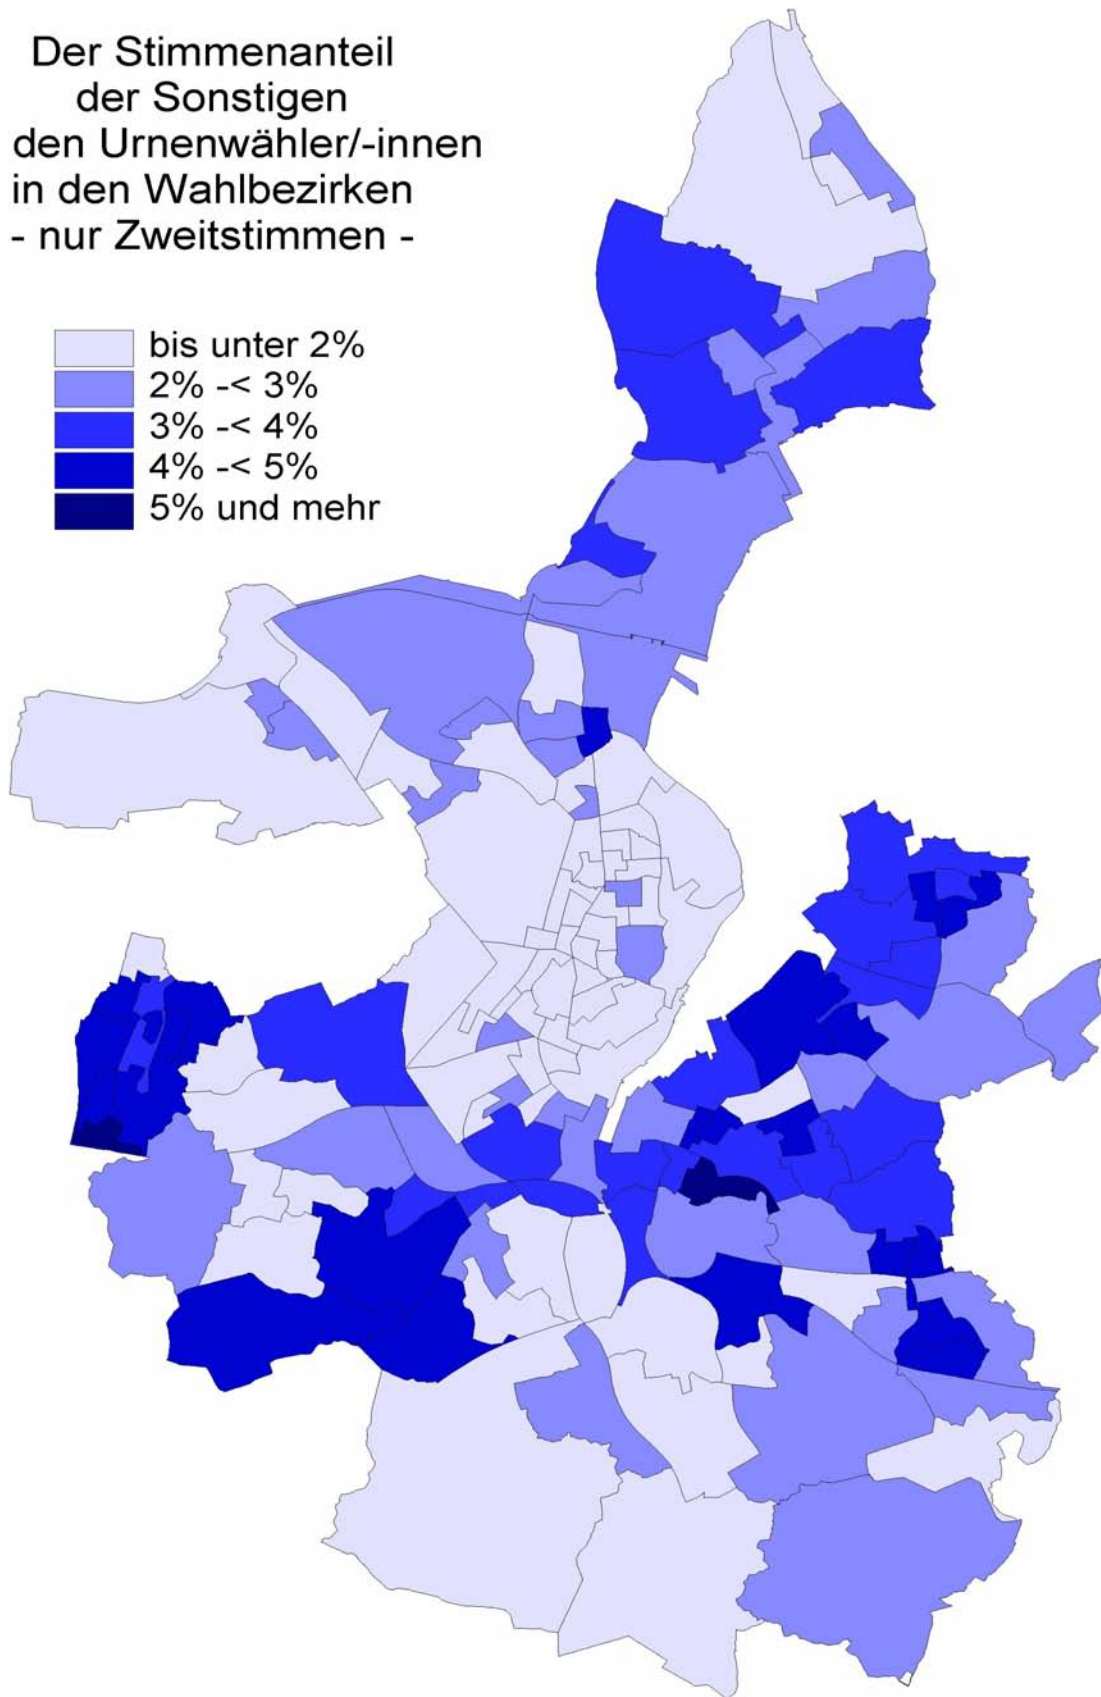 Der Stimmenanteil
der Sonstigen
den Urnenwähler/-innen
in den Wahlbezirken
- nur Zweitstimmen -
bis unter 2%
2% -< 3%
3% -< 4%
4% -< 5%
5% und mehr